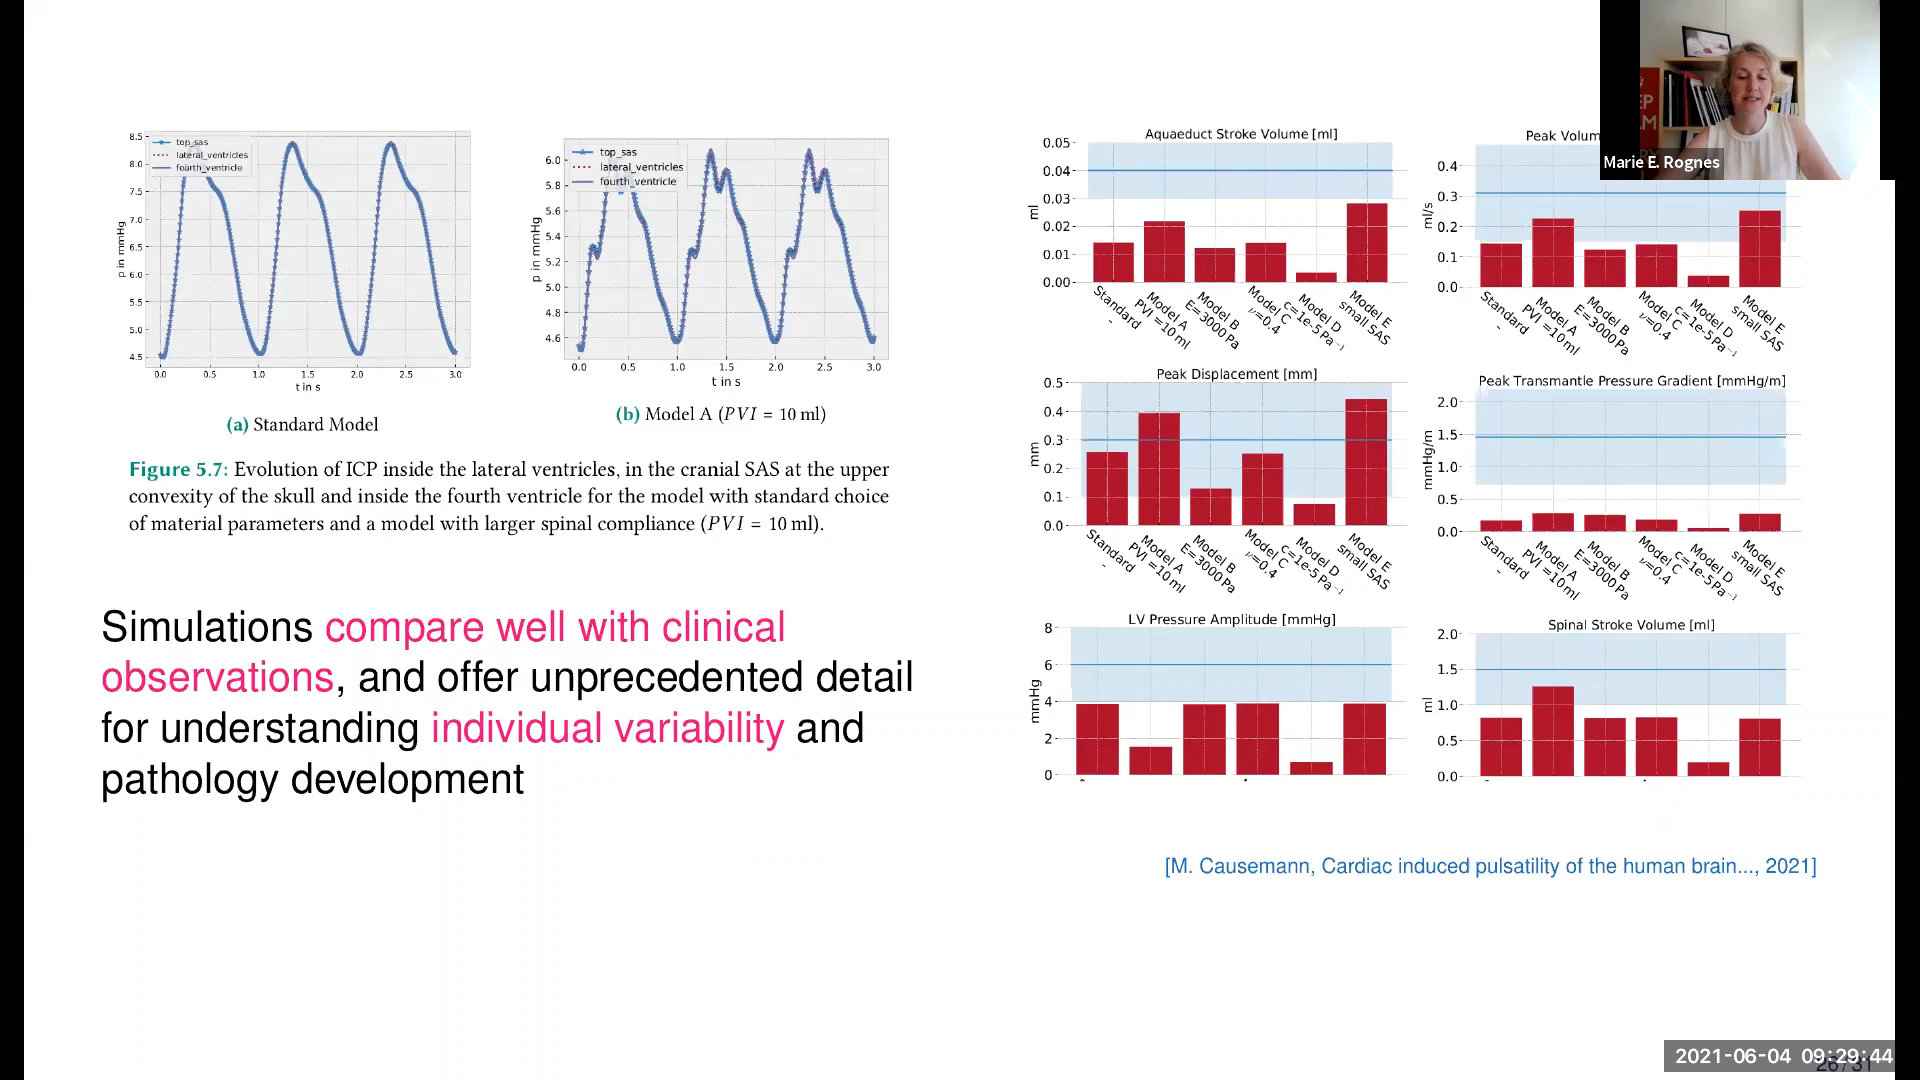 8.5
8.0
7.5
7.0
6.5
6.0
5.5
5.0
4.5
p in mmHg
top_sas
lateral_ventricles
fourth_ventricle
0.0 0.5 1.0 1.5 2.0 2.5 3.0
t in s
(a) Standard Model
6.0
5.8
5.6
5.4
5.2
5.0
4.8
4.6
p in mmHg
top_sas
lateral_ventricles
fourth_ventricle
0.0 0.5 1.0 1.5 2.0 2.5 3.0
t in s
(b) Model A (PVI = 10 ml)
Figure 5.7: Evolution of ICP inside the lateral ventricles, in the cranial SAS at the upper
convexity of the skull and inside the fourth ventricle for the model with standard choice
of material parameters and a model with larger spinal compliance (PVI = 10 ml).
Simulations compare well with clinical
observations, and offer unprecedented detail
for understanding individual variability and
pathology development
Aquaeduct Stroke Volume [ml]
0.05
0.04
0.03
0.02
0.01
0.00
ml
Standard
-
Model A
PVI =10 ml
Model B
E=3000 Pa
Model C
ν=0.4
Model D
c=1e-5 Pa⁻¹
Model E
small SAS
Peak Volum
0.4
0.3
0.2
0.1
0.0
ml/s
Standard
-
Model A
PVI =10 ml
Model B
E=3000 Pa
Model C
ν=0.4
Model D
c=1e-5 Pa⁻¹
Model E
small SAS
Peak Displacement [mm]
0.5
0.4
0.3
0.2
0.1
0.0
mm
Standard
-
Model A
PVI =10 ml
Model B
E=3000 Pa
Model C
ν=0.4
Model D
c=1e-5 Pa⁻¹
Model E
small SAS
Peak Transmantle Pressure Gradient [mmHg/m]
2.0
1.5
1.0
0.5
0.0
mmHg/m
Standard
-
Model A
PVI =10 ml
Model B
E=3000 Pa
Model C
ν=0.4
Model D
c=1e-5 Pa⁻¹
Model E
small SAS
LV Pressure Amplitude [mmHg]
8
6
4
2
0
mmHg
Spinal Stroke Volume [ml]
2.0
1.5
1.0
0.5
0.0
ml
[M. Causemann, Cardiac induced pulsatility of the human brain..., 2021]
Marie E. Rognes
2021-06-04 09:29:44